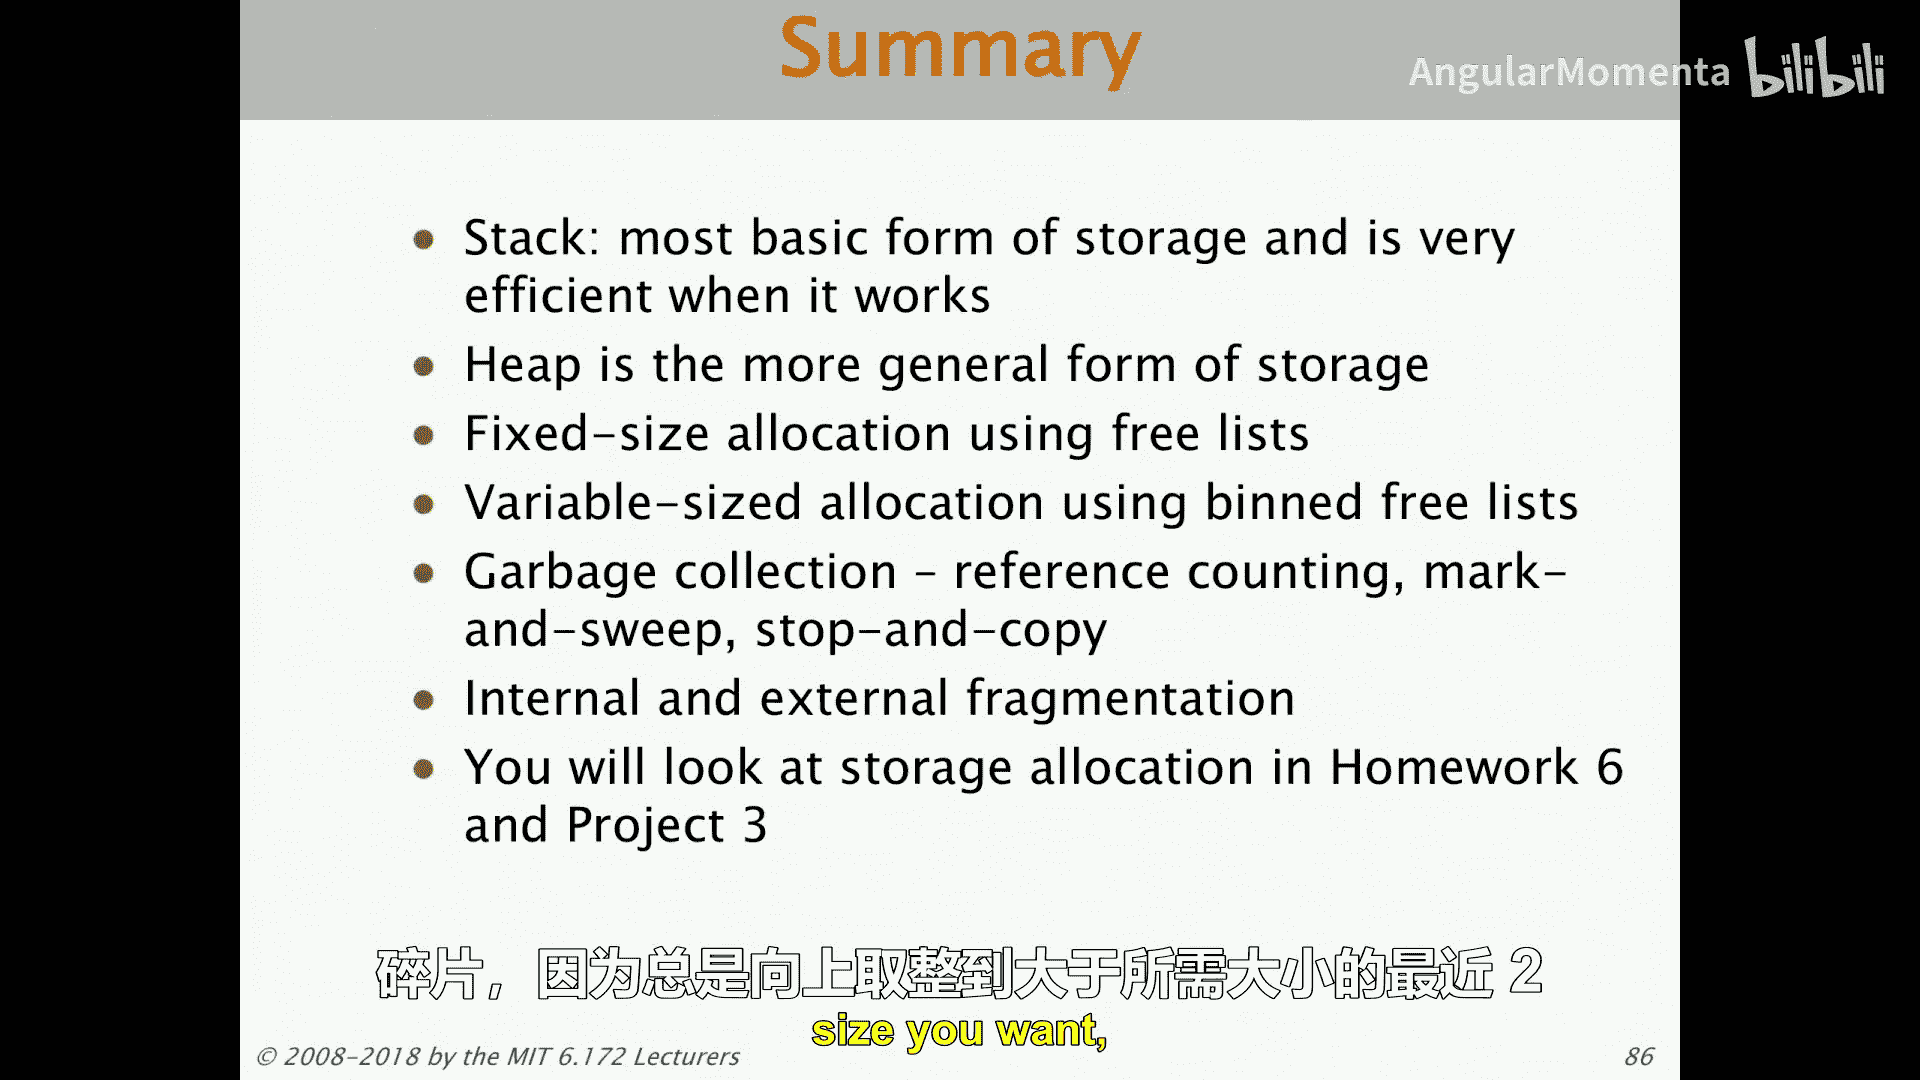 Summary
AngularMomenta bilibili
• Stack: most basic form of storage and is very
efficient when it works
• Heap is the more general form of storage
• Fixed-size allocation using free lists
• Variable-sized allocation using binned free lists
• Garbage collection – reference counting, mark-
and-sweep, stop-and-copy
• Internal and external fragmentation
• You will look at storage allocation in Homework 6
and Project 3
碎片，因为总是向上取整到大于所需大小的最近 2
size you want,
© 2008-2018 by the MIT 6.172 Lecturers
86